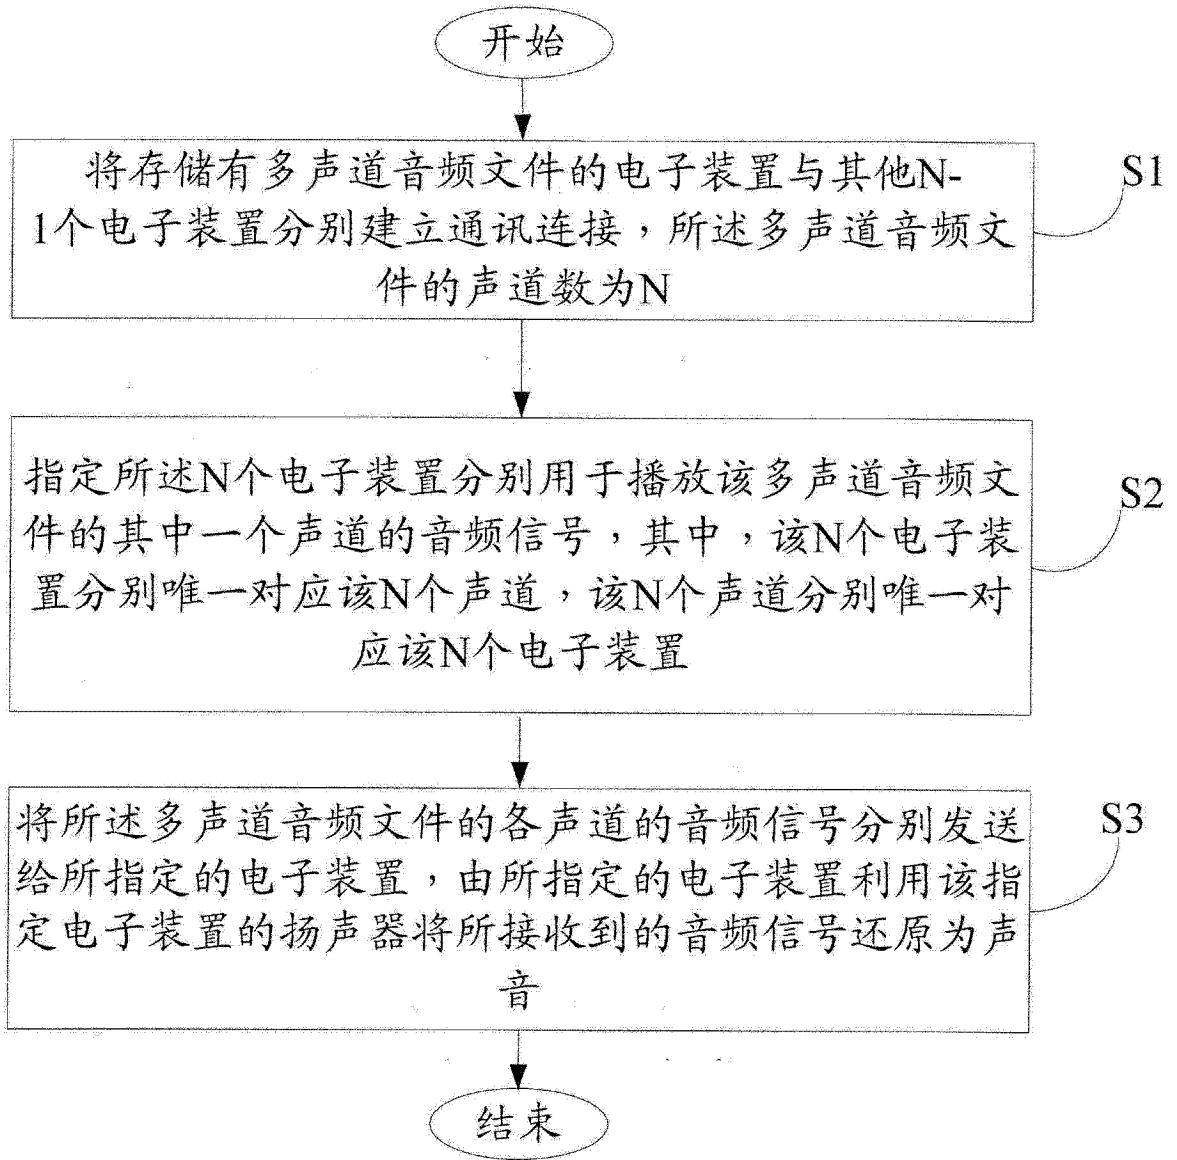 开始
将存储有多声道音频文件的电子装置与其他N-
1个电子装置分别建立通讯连接，所述多声道音频文
件的声道数为N
S1
指定所述N个电子装置分别用于播放该多声道音频文
件的其中一个声道的音频信号，其中，该N个电子装
置分别唯一对应该N个声道，该N个声道分别唯一对
应该N个电子装置
S2
将所述多声道音频文件的各声道的音频信号分别发送
给所指定的电子装置，由所指定的电子装置利用该指
定电子装置的扬声器将所接收到的音频信号还原为声
音
S3
结束